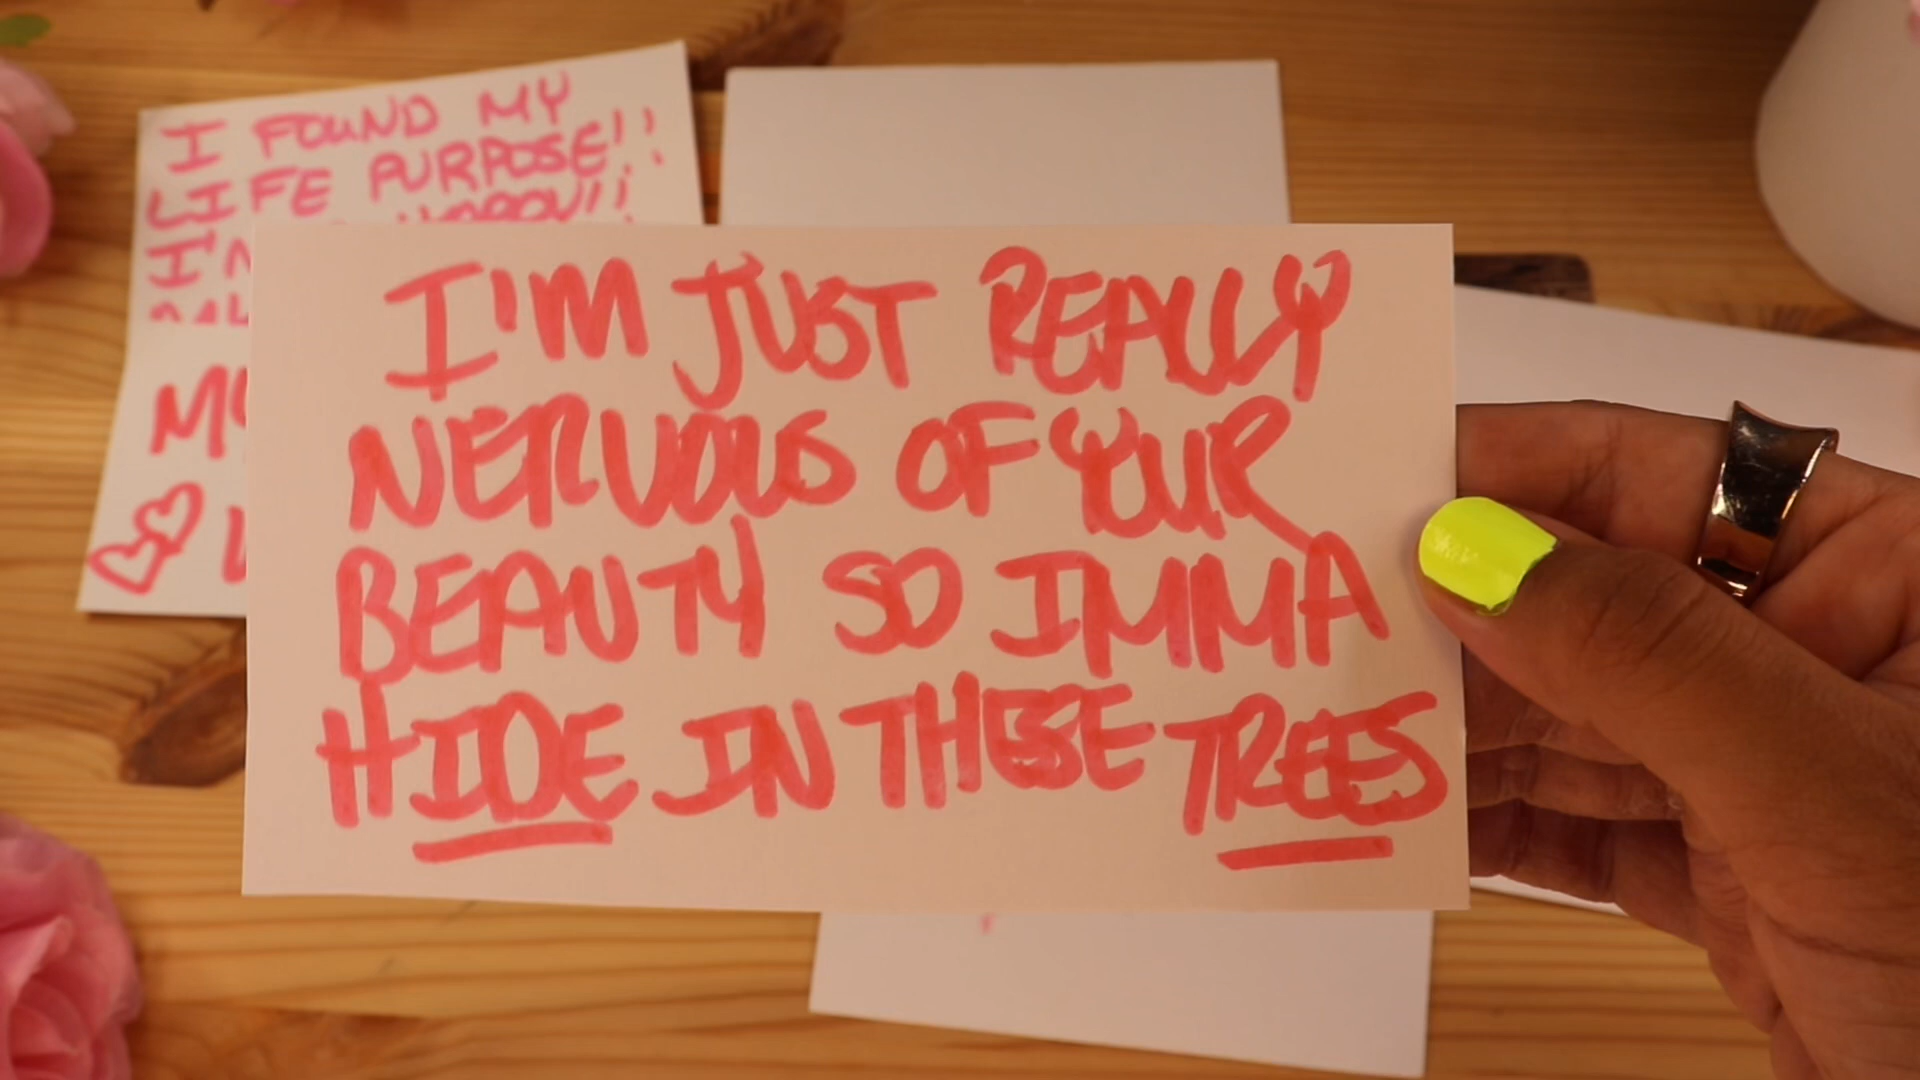 I FOUND MY
LIFE PURPOSE!!
I'M JUST REALLY
NERVOUS OF YOUR
BEAUTY SO IMMA
HIDE IN THESE TREES